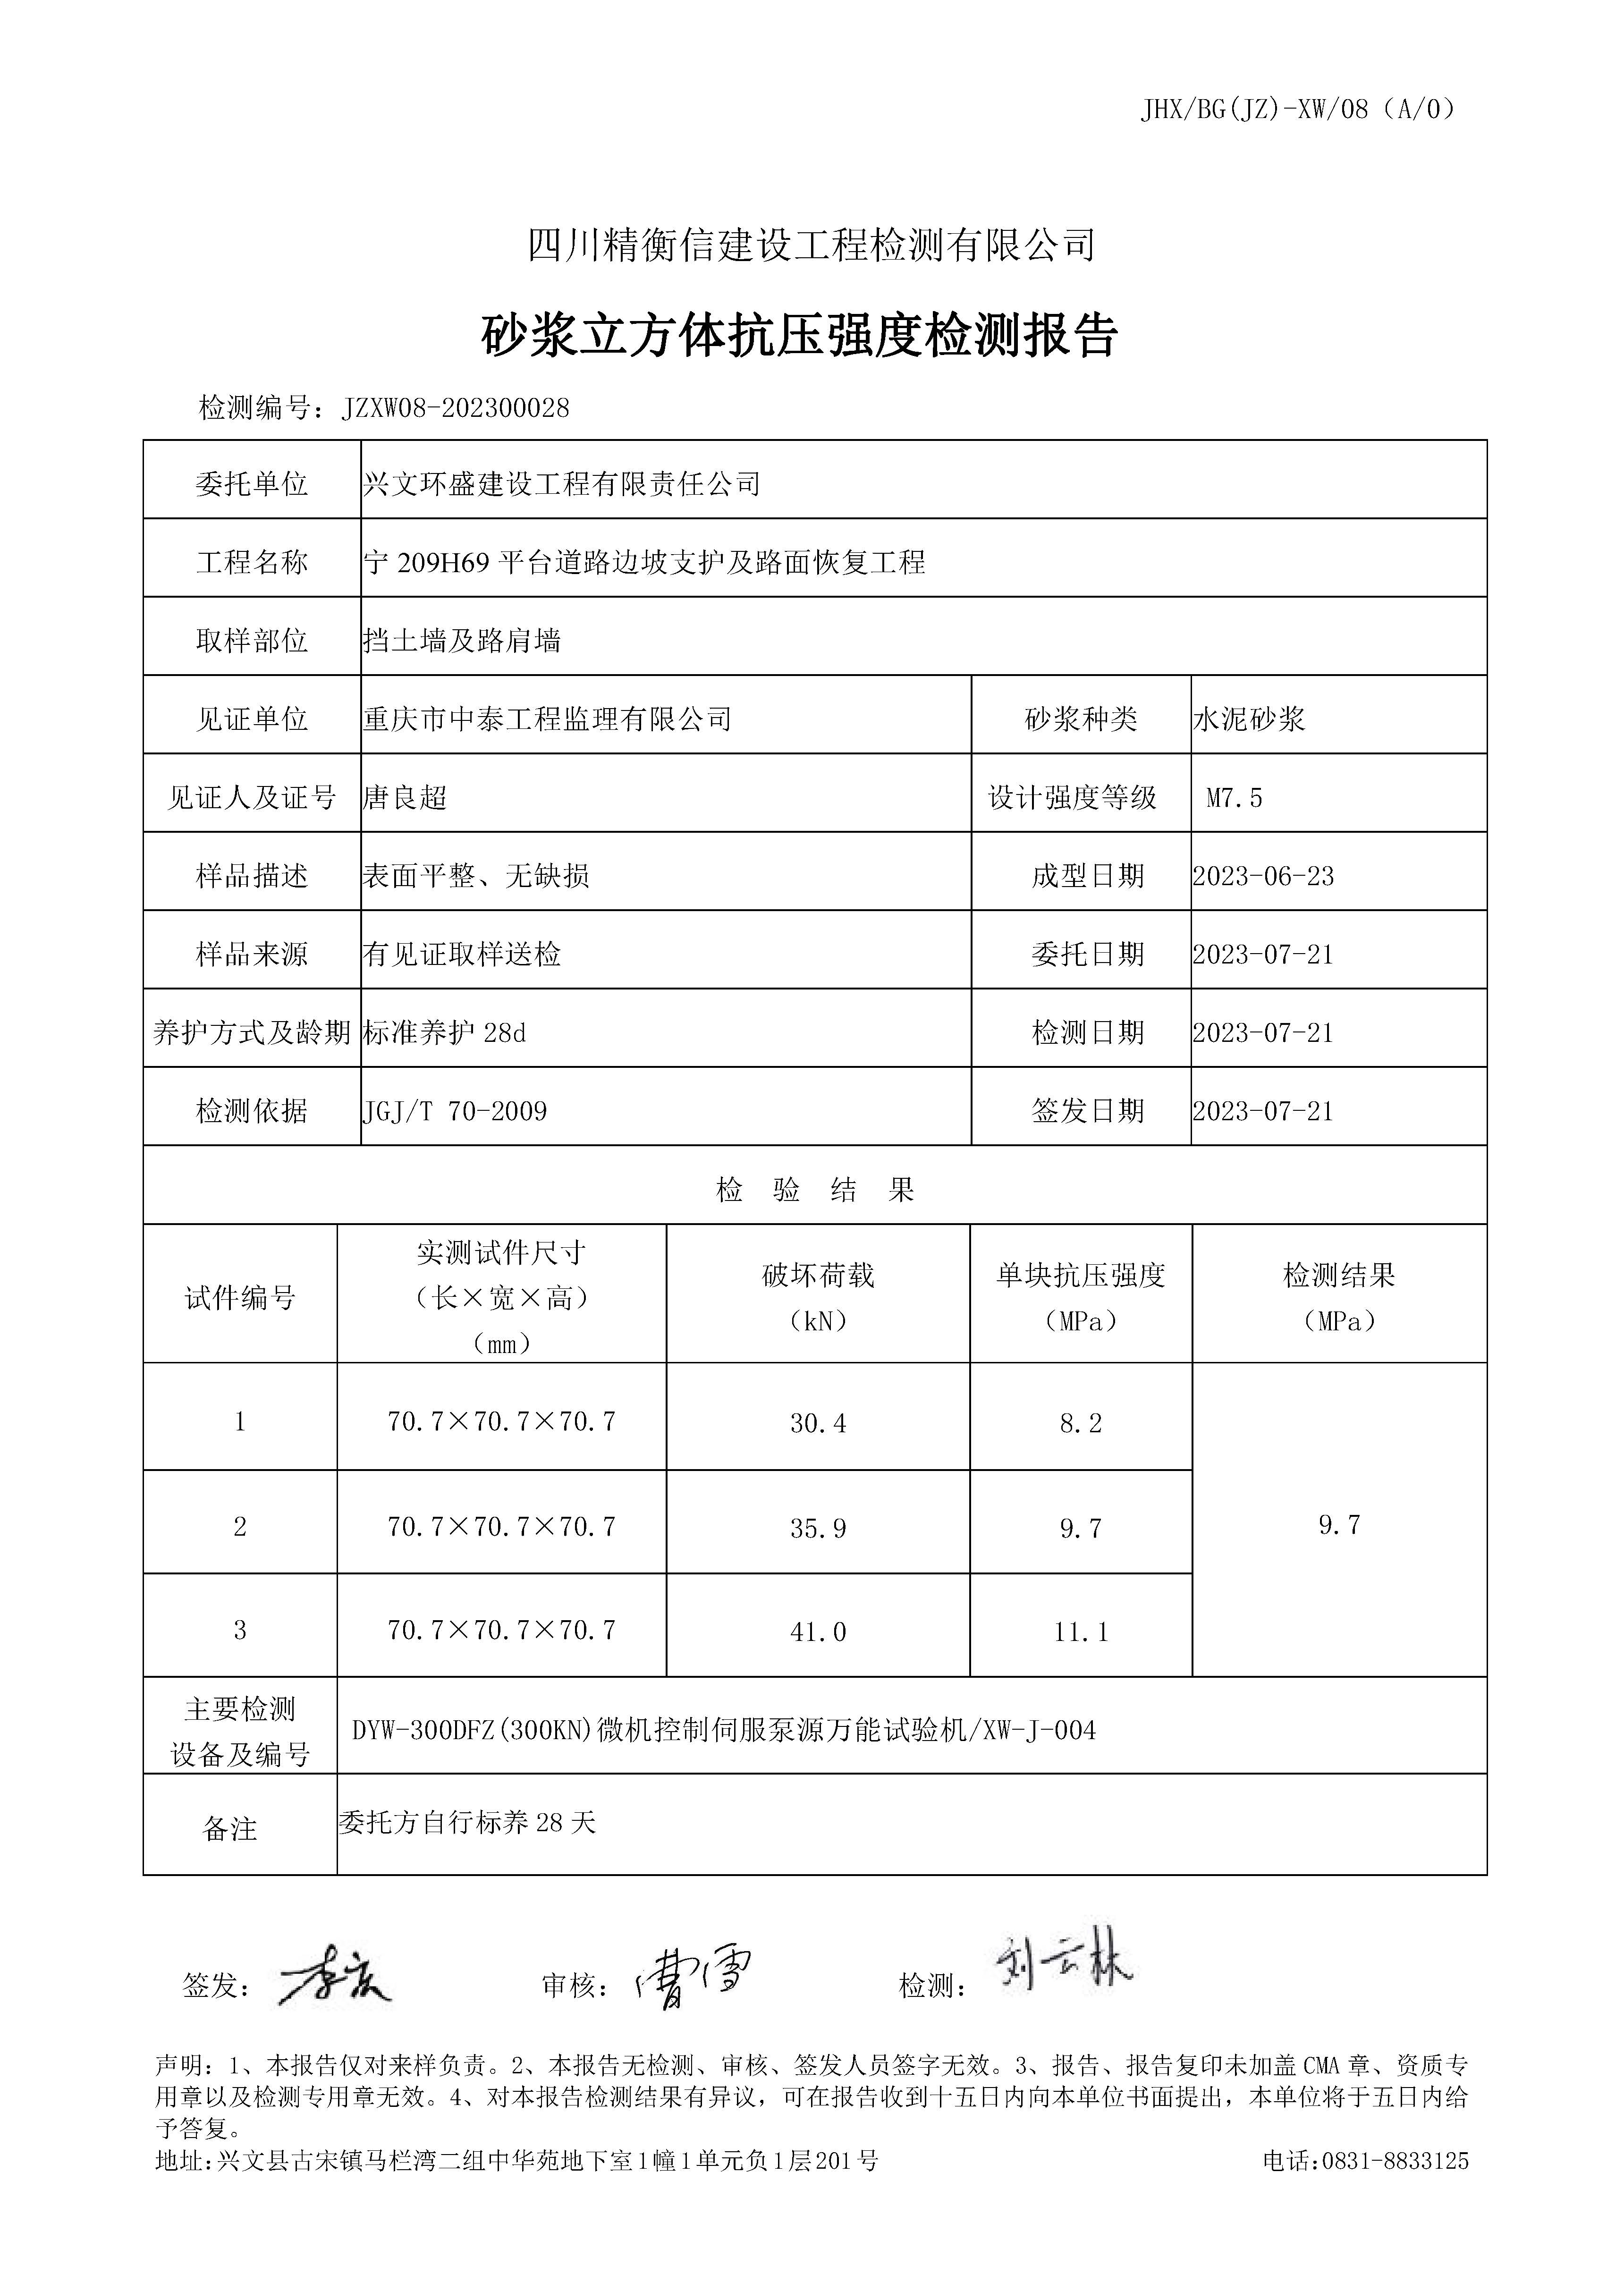 JHX/BG(JZ)-XW/08（A/0）
四川精衡信建设工程检测有限公司
砂浆立方体抗压强度检测报告
检测编号：JZXW08-202300028
委托单位 兴文环盛建设工程有限责任公司
工程名称 宁 209H69 平台道路边坡支护及路面恢复工程
取样部位 挡土墙及路肩墙
见证单位 重庆市中泰工程监理有限公司 砂浆种类 水泥砂浆
见证人及证号 唐良超 设计强度等级 M7.5
样品描述 表面平整、无缺损 成型日期 2023-06-23
样品来源 有见证取样送检 委托日期 2023-07-21
养护方式及龄期 标准养护 28d 检测日期 2023-07-21
检测依据 JGJ/T 70-2009 签发日期 2023-07-21
检 验 结 果
试件编号
实测试件尺寸
（长×宽×高）
（mm）
破坏荷载
（kN）
单块抗压强度
（MPa）
检测结果
（MPa）
1 70.7×70.7×70.7 30.4 8.2
2 70.7×70.7×70.7 35.9 9.7 9.7
3 70.7×70.7×70.7 41.0 11.1
主要检测
设备及编号
DYW-300DFZ(300KN)微机控制伺服泵源万能试验机/XW-J-004
备注 委托方自行标养 28 天
签发： 李亥 审核： 曹雪 检测： 刘云林
声明：1、本报告仅对来样负责。2、本报告无检测、审核、签发人员签字无效。3、报告、报告复印未加盖 CMA 章、资质专
用章以及检测专用章无效。4、对本报告检测结果有异议，可在报告收到十五日内向本单位书面提出，本单位将于五日内给
予答复。
地址：兴文县古宋镇马栏湾二组中华苑地下室1幢1单元负1层201号 电话：0831-8833125